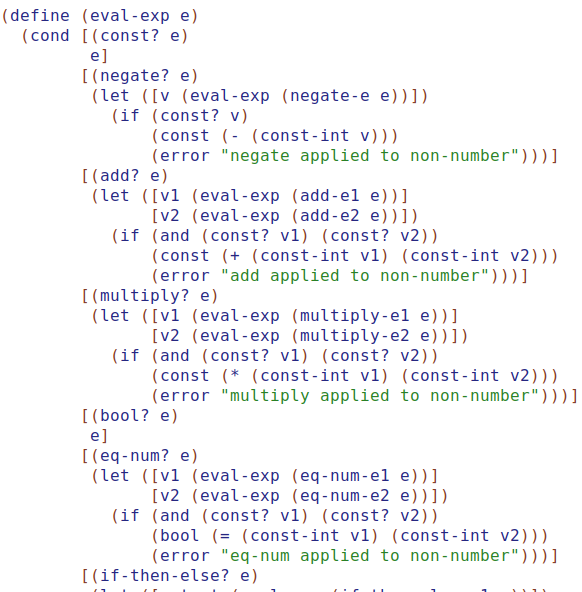 (define (eval-exp e)
  (cond [(const? e)
         e]
        [(negate? e)
         (let ([v (eval-exp (negate-e e))])
           (if (const? v)
               (const (- (const-int v)))
               (error "negate applied to non-number")))]
        [(add? e)
         (let ([v1 (eval-exp (add-e1 e))]
               [v2 (eval-exp (add-e2 e))])
           (if (and (const? v1) (const? v2))
               (const (+ (const-int v1) (const-int v2)))
               (error "add applied to non-number")))]
        [(multiply? e)
         (let ([v1 (eval-exp (multiply-e1 e))]
               [v2 (eval-exp (multiply-e2 e))])
           (if (and (const? v1) (const? v2))
               (const (* (const-int v1) (const-int v2)))
               (error "multiply applied to non-number")))]
        [(bool? e)
         e]
        [(eq-num? e)
         (let ([v1 (eval-exp (eq-num-e1 e))]
               [v2 (eval-exp (eq-num-e2 e))])
           (if (and (const? v1) (const? v2))
               (bool (= (const-int v1) (const-int v2)))
               (error "eq-num applied to non-number")))]
        [(if-then-else? e)